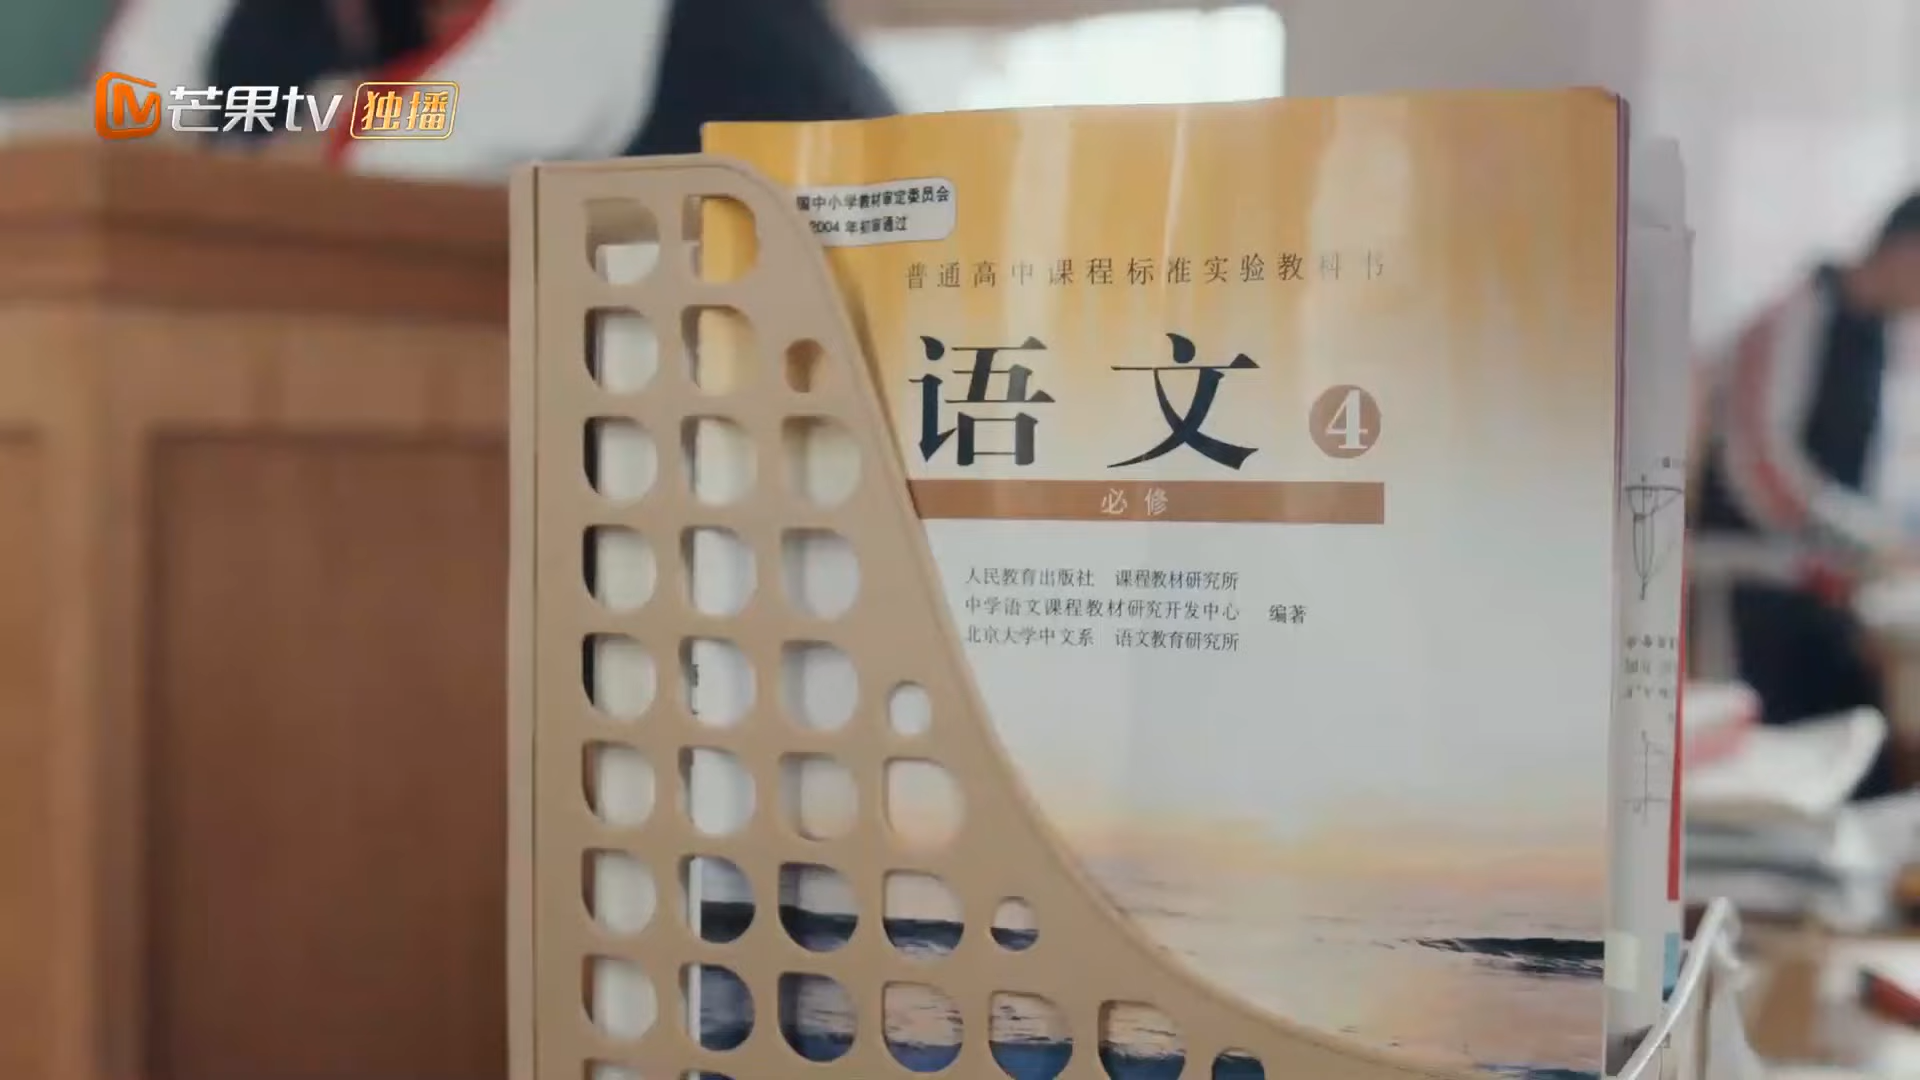 芒果tv 独播
国中小学教材审定委员会
2004 年初审通过
普通高中课程标准实验教科书
语文 4
必修
人民教育出版社 课程教材研究所
中学语文课程教材研究开发中心 编著
北京大学中文系 语文教育研究所